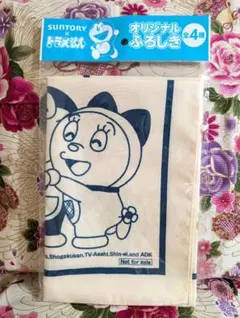 SUNTORY
×
ドラえもん
オリジナル
ふろしき
全4種
Shogakukan,TV-Asahi,Shin-ei,and ADK
Not for sale